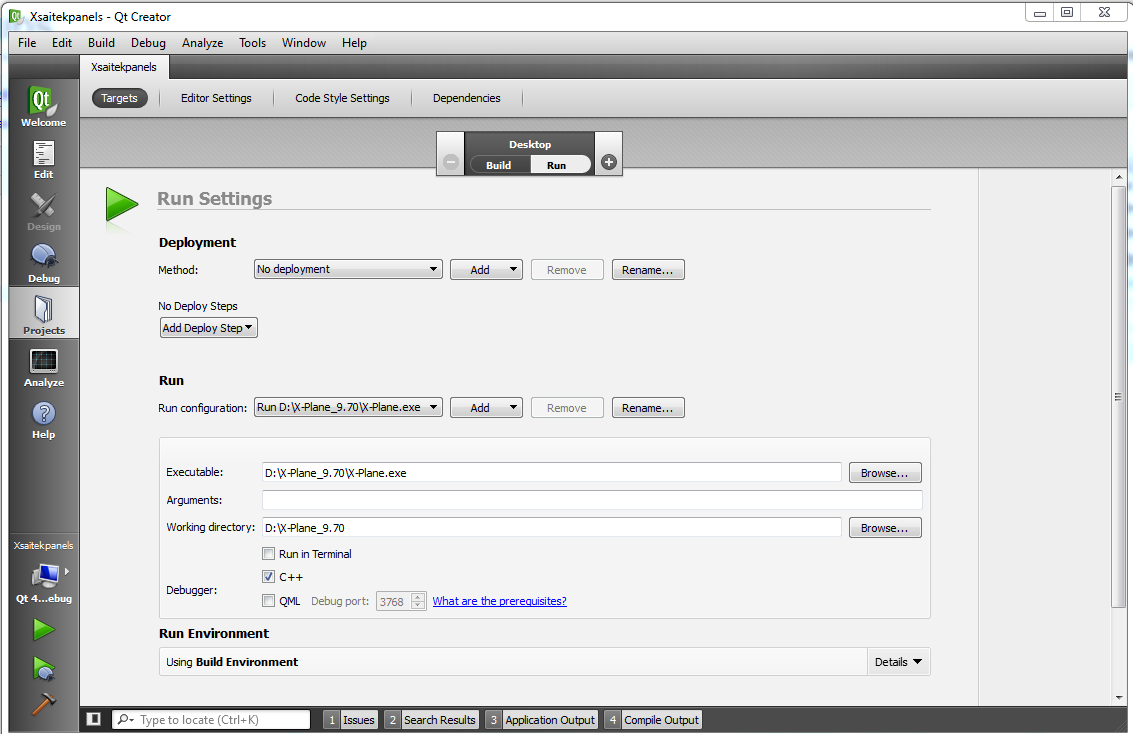 Xsaitekpanels - Qt Creator
File Edit Build Debug Analyze Tools Window Help
Xsaitekpanels
Targets Editor Settings Code Style Settings Dependencies
Qt
Welcome
Edit
Design
Debug
Projects
Analyze
Help
Desktop
Build Run
Run Settings
Deployment
Method: No deployment Add Remove Rename...
No Deploy Steps
Add Deploy Step
Run
Run configuration: Run D:\X-Plane_9.70\X-Plane.exe Add Remove Rename...
Executable: D:\X-Plane_9.70\X-Plane.exe Browse...
Arguments:
Working directory: D:\X-Plane_9.70 Browse...
Run in Terminal
Debugger: C++
QML Debug port: 3768 What are the prerequisites?
Run Environment
Using Build Environment Details
Xsaitekpanels
Qt 4...ebug
Type to locate (Ctrl+K) 1 Issues 2 Search Results 3 Application Output 4 Compile Output